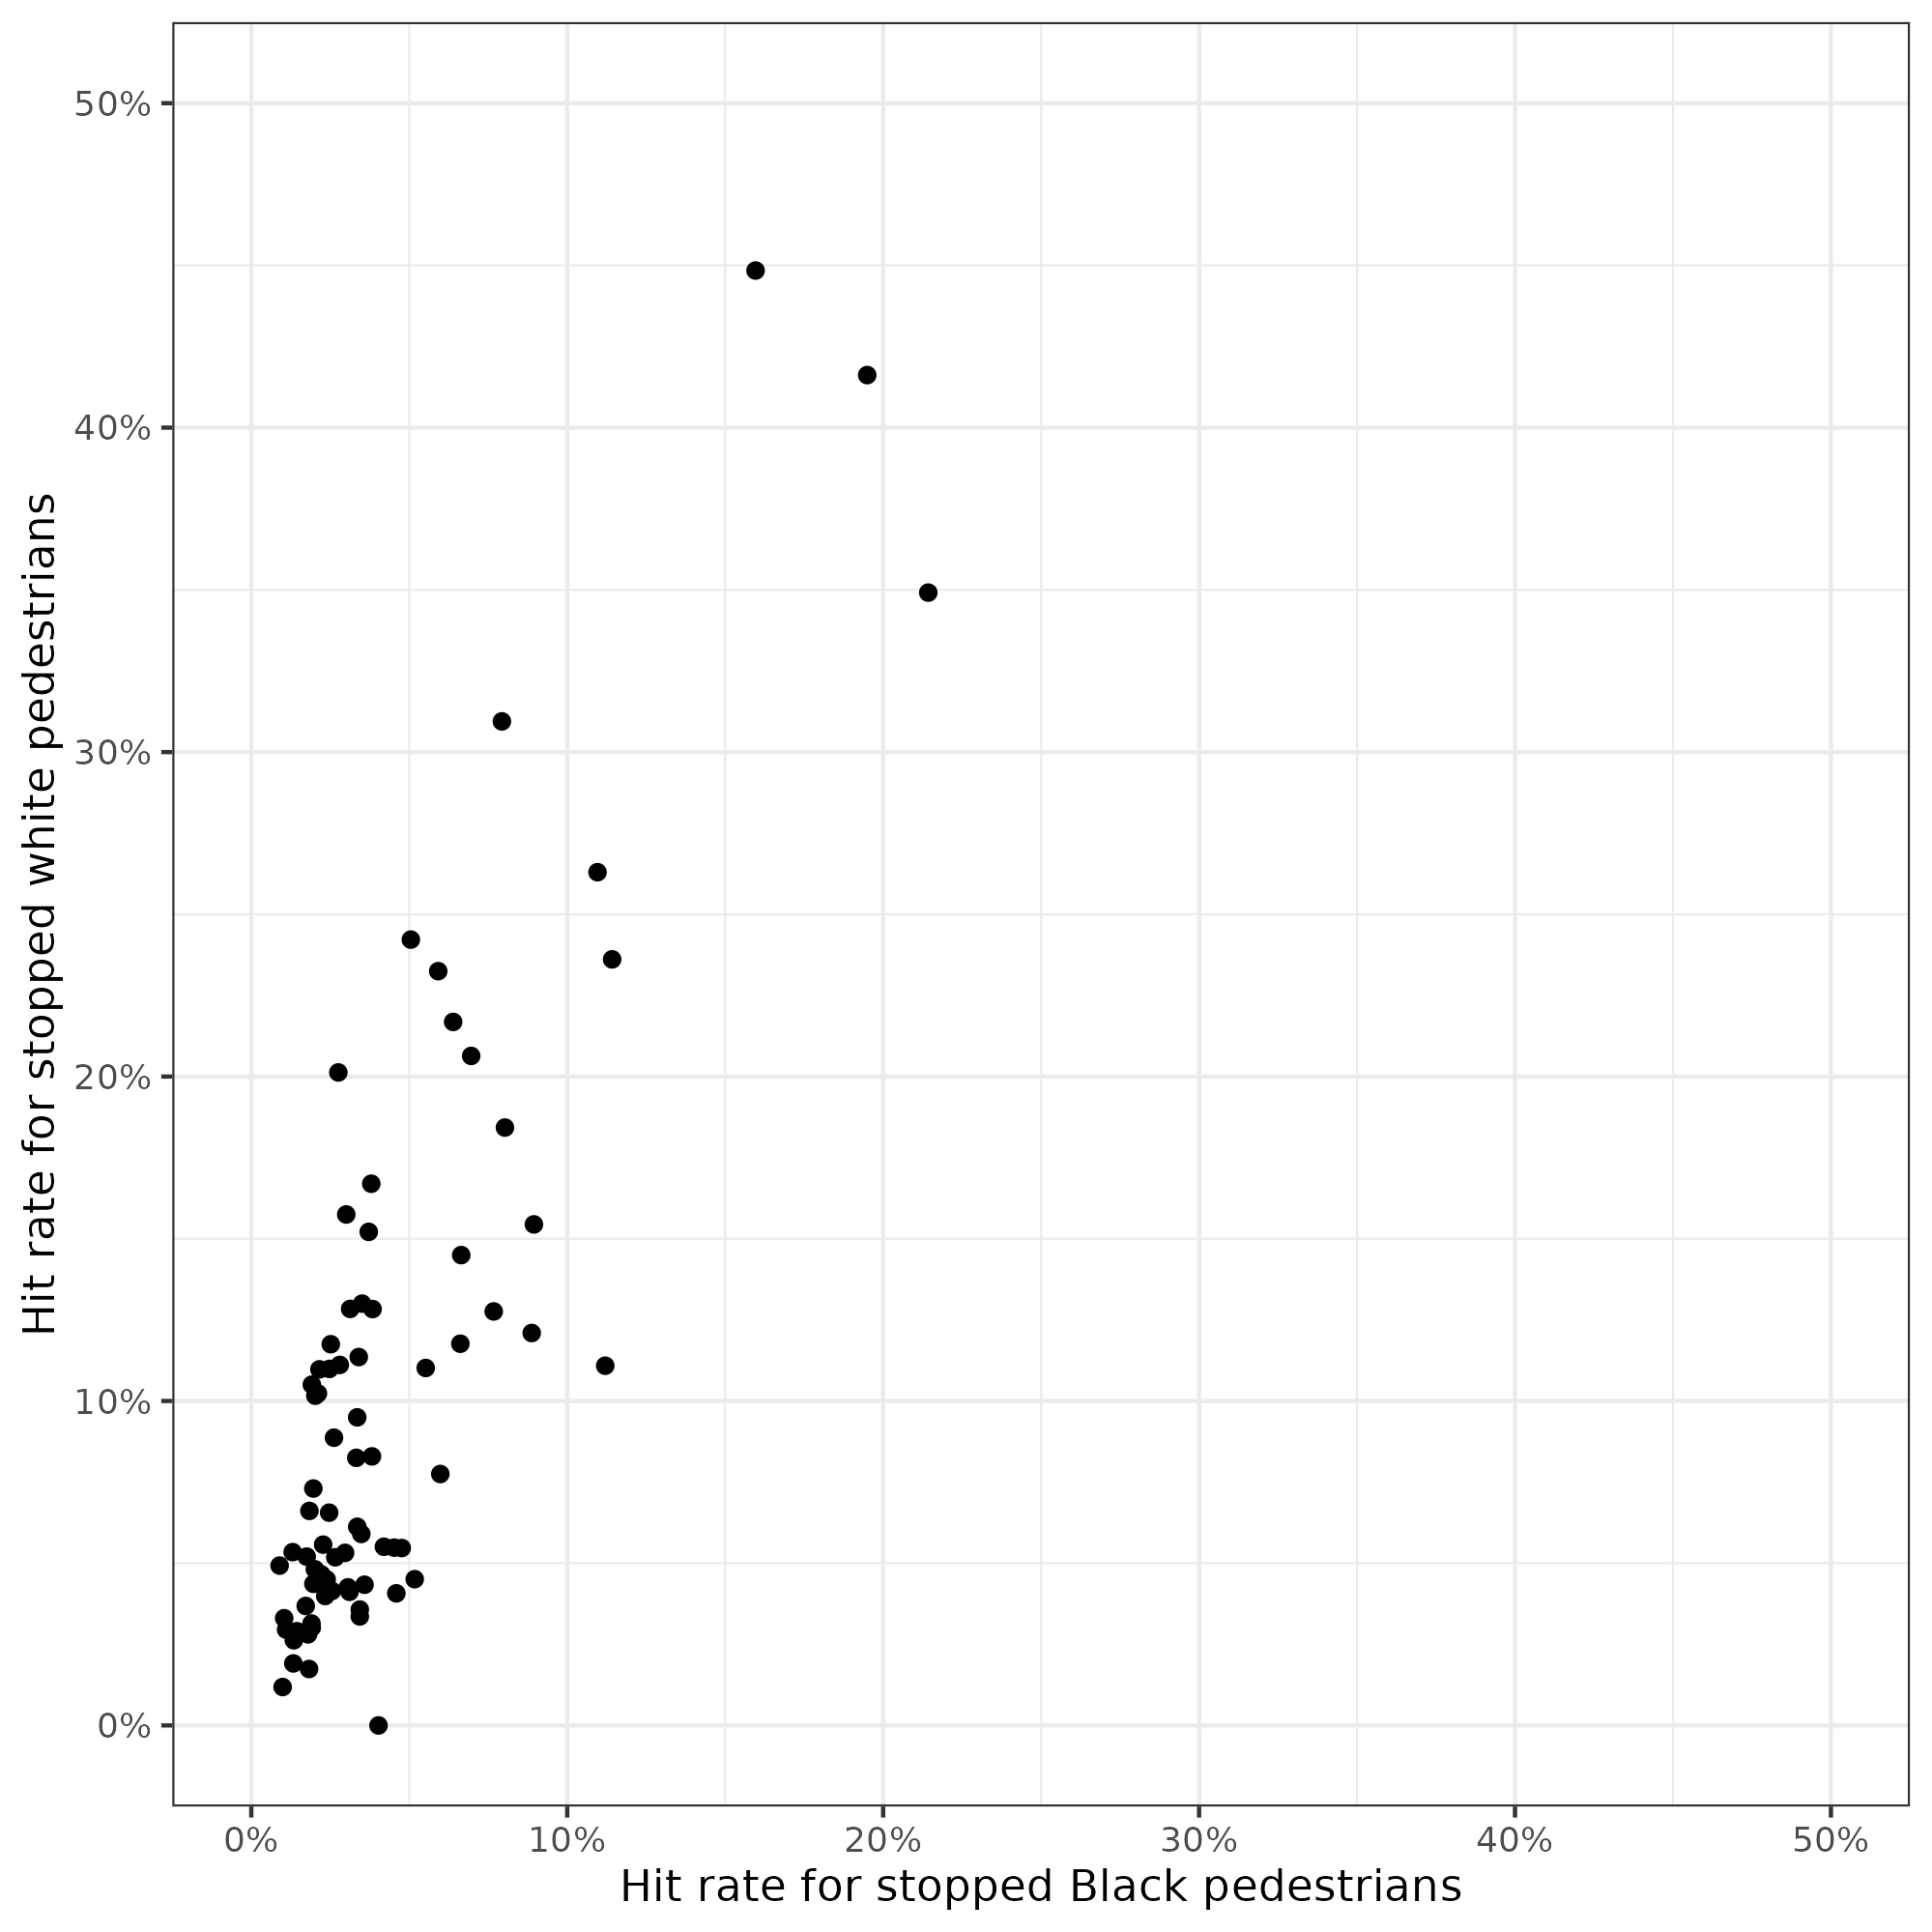 Hit rate for stopped white pedestrians
50%
40%
30%
20%
10%
0%
0% 10% 20% 30% 40% 50%
Hit rate for stopped Black pedestrians